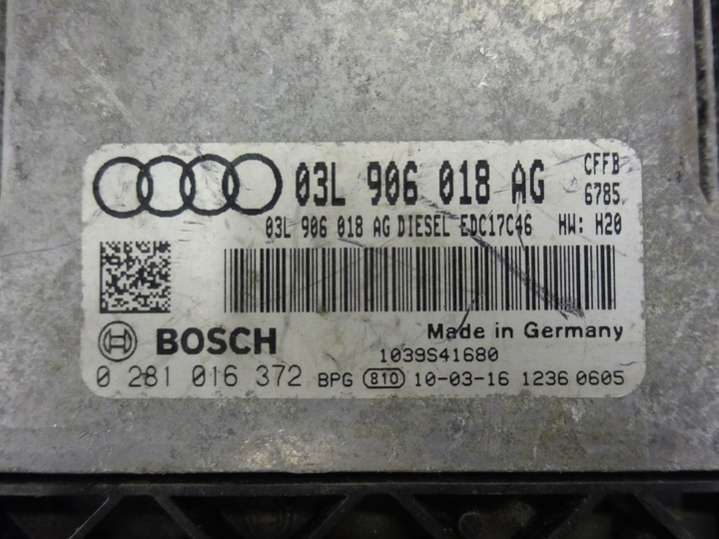 03L 906 018 AG CFFB
6785
03L 906 018 AG DIESEL EDC17C46 HW: H20
BOSCH Made in Germany
1039S41680
0 281 016 372 BPG 810 10-03-16 1236 0605